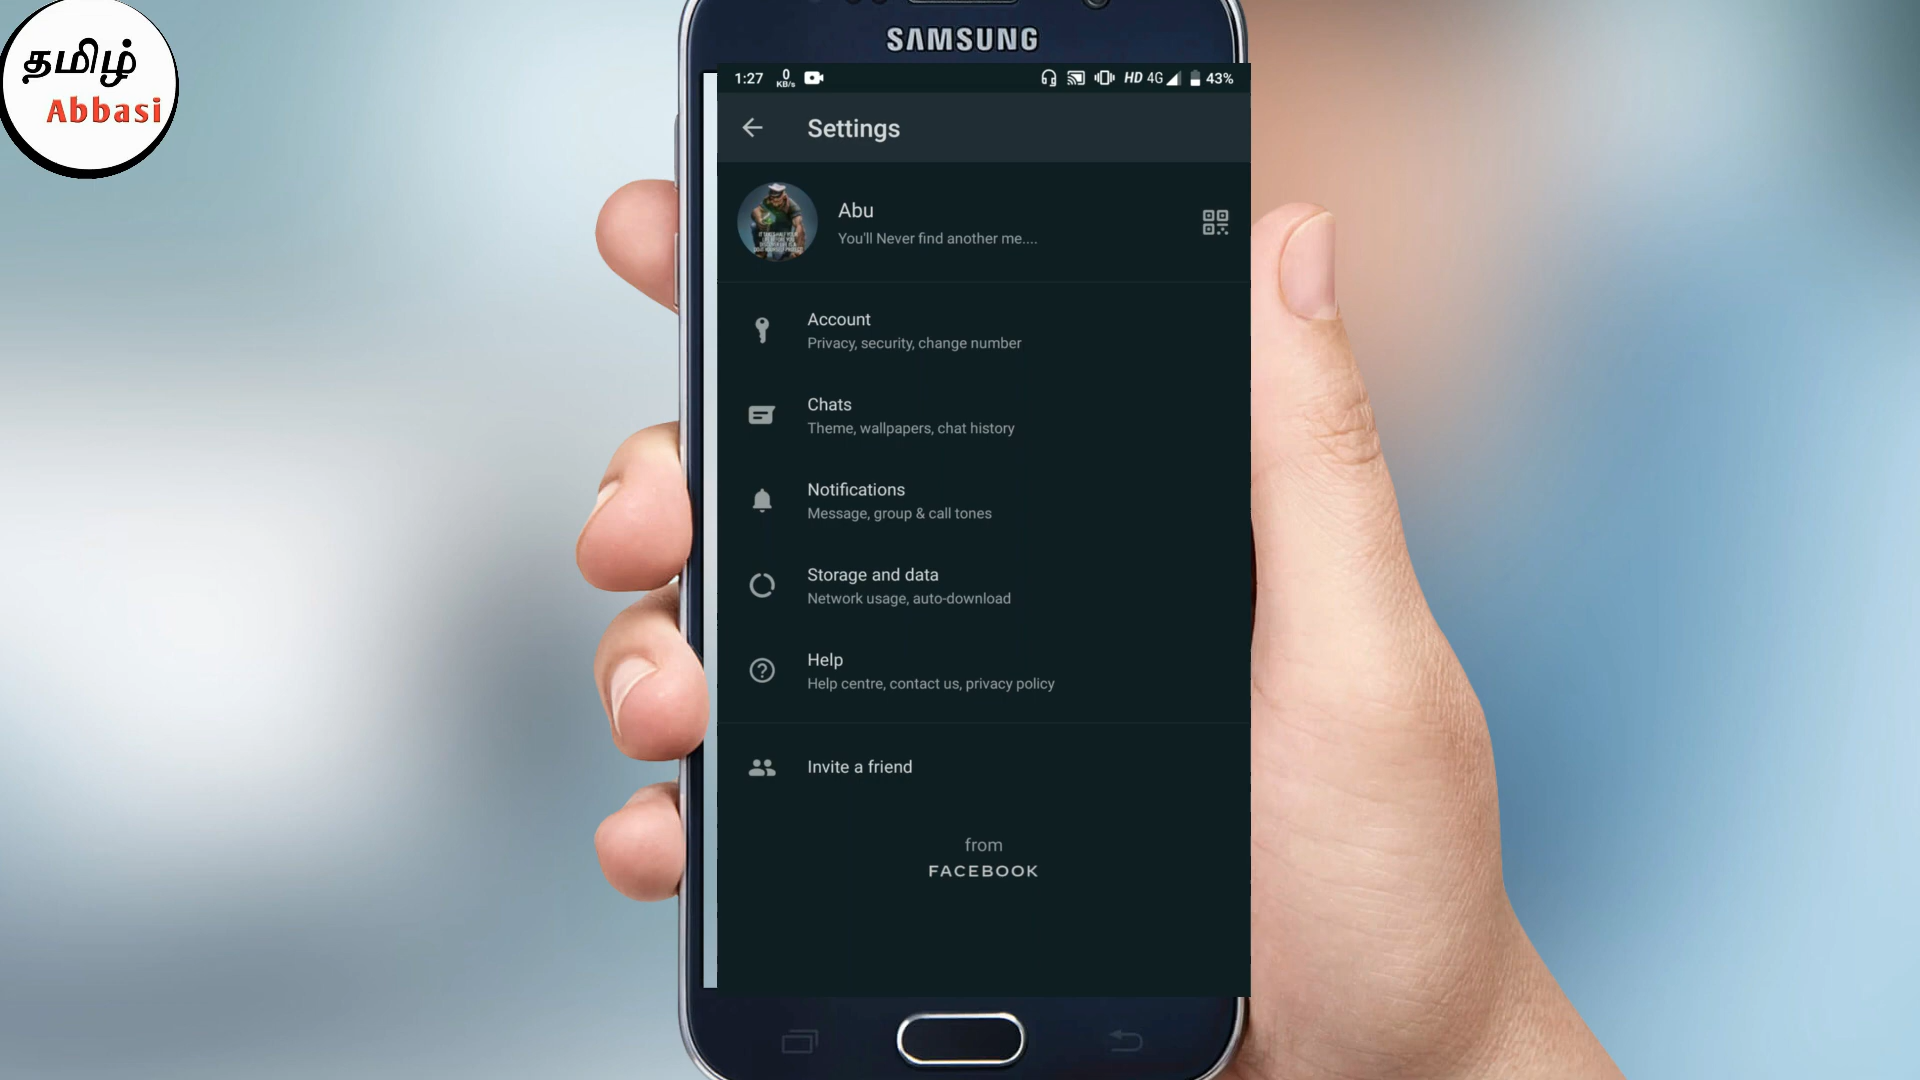 தமிழ்
Abbasi
SAMSUNG
1:27 0 KB/s HD 4G 43%
Settings
Abu
You'll Never find another me....
Account
Privacy, security, change number
Chats
Theme, wallpapers, chat history
Notifications
Message, group & call tones
Storage and data
Network usage, auto-download
Help
Help centre, contact us, privacy policy
Invite a friend
from
FACEBOOK